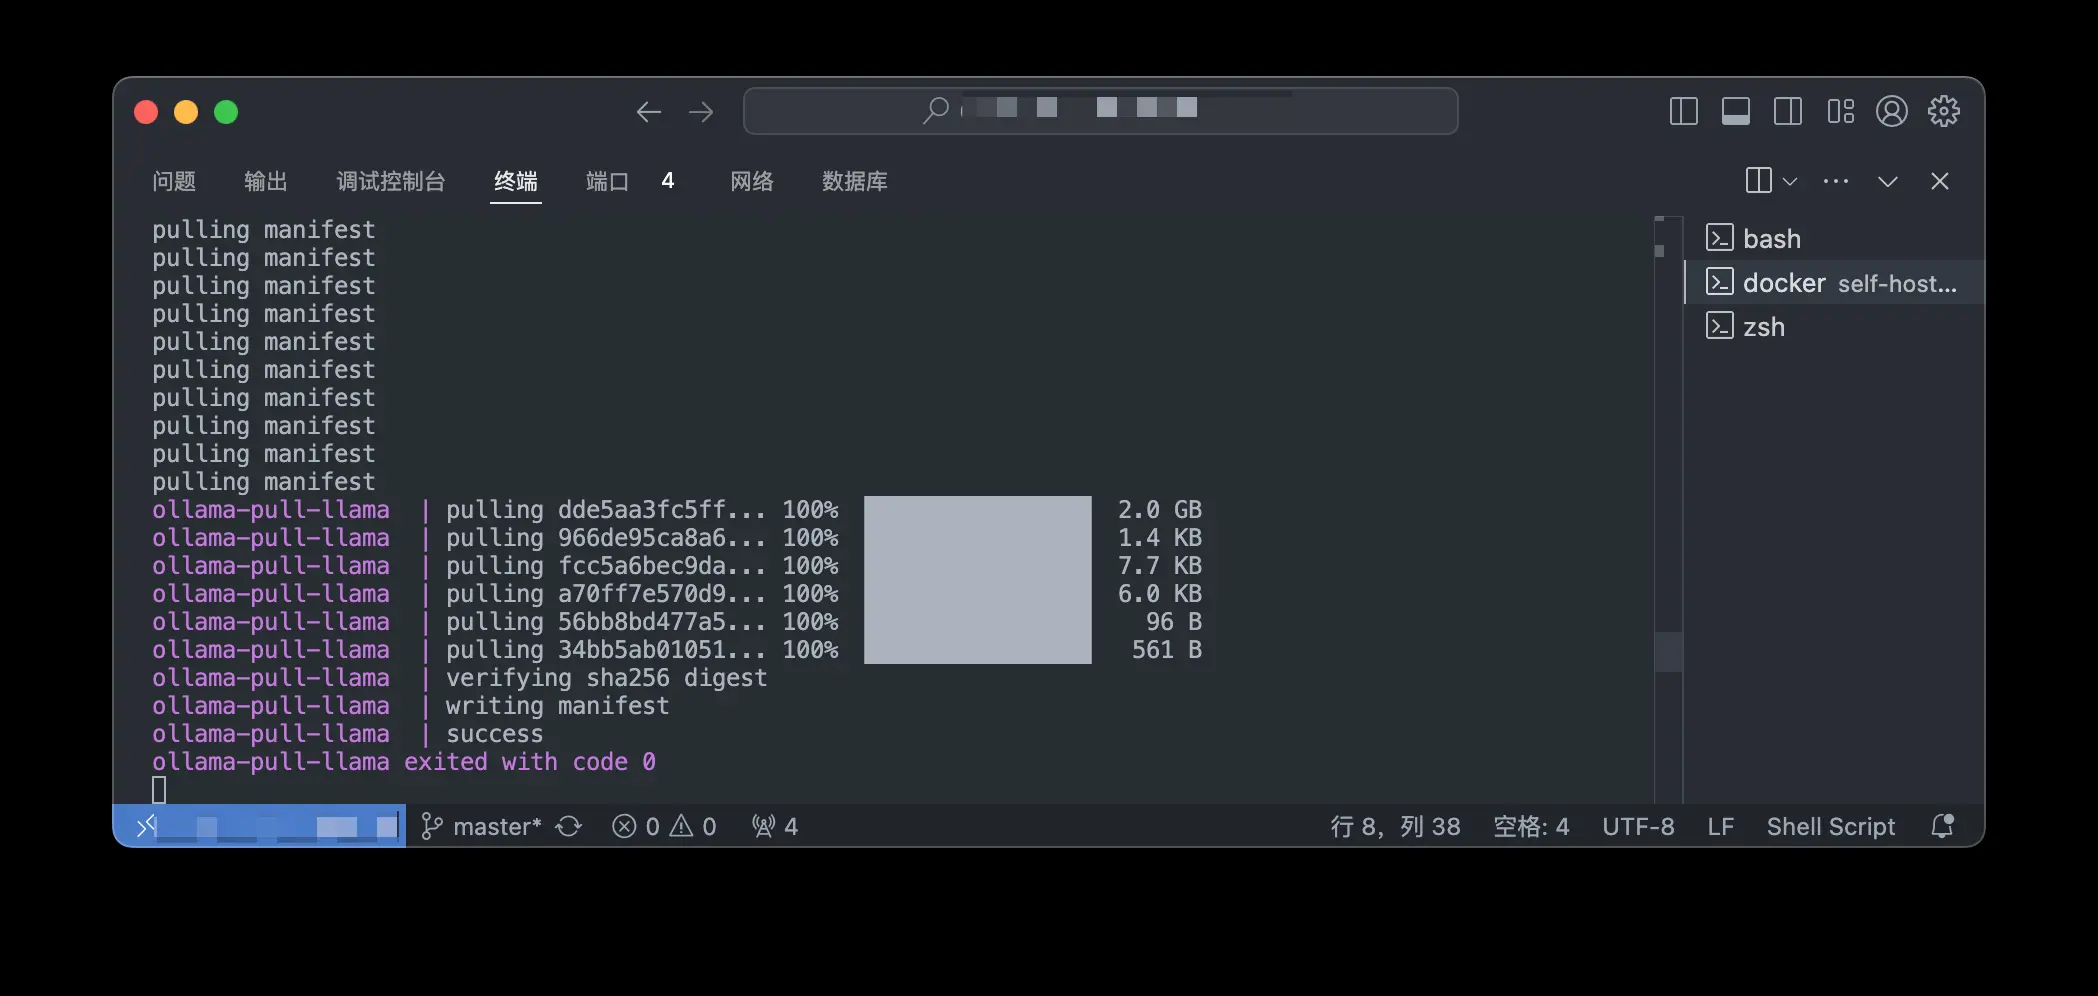 问题 输出 调试控制台 终端 端口 4 网络 数据库
pulling manifest
pulling manifest
pulling manifest
pulling manifest
pulling manifest
pulling manifest
pulling manifest
pulling manifest
pulling manifest
pulling manifest
ollama-pull-llama | pulling dde5aa3fc5ff... 100% 2.0 GB
ollama-pull-llama | pulling 966de95ca8a6... 100% 1.4 KB
ollama-pull-llama | pulling fcc5a6bec9da... 100% 7.7 KB
ollama-pull-llama | pulling a70ff7e570d9... 100% 6.0 KB
ollama-pull-llama | pulling 56bb8bd477a5... 100% 96 B
ollama-pull-llama | pulling 34bb5ab01051... 100% 561 B
ollama-pull-llama | verifying sha256 digest
ollama-pull-llama | writing manifest
ollama-pull-llama | success
ollama-pull-llama exited with code 0
bash
docker self-host...
zsh
master* 0 0 4 行 8，列 38 空格: 4 UTF-8 LF Shell Script